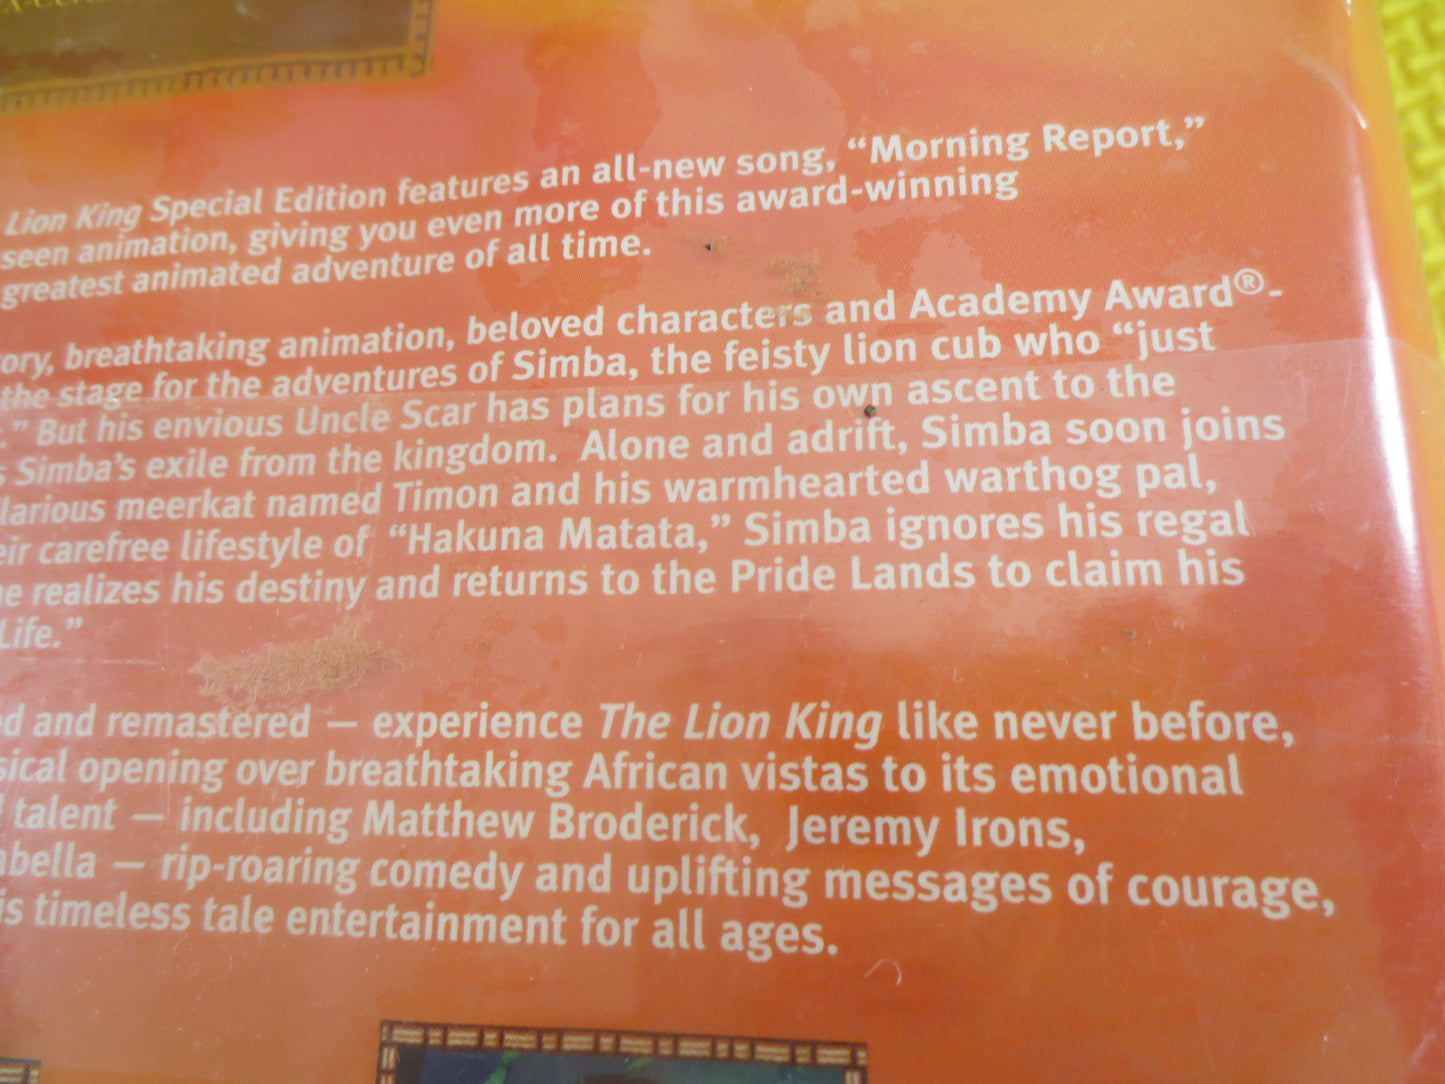 Lion King Special Edition features an all-new song, “Morning Report,”
seen animation, giving you even more of this award-winning
greatest animated adventure of all time.
ory, breathtaking animation, beloved characters and Academy Award®-
the stage for the adventures of Simba, the feisty lion cub who “just
.” But his envious Uncle Scar has plans for his own ascent to the
s Simba’s exile from the kingdom. Alone and adrift, Simba soon joins
larious meerkat named Timon and his warmhearted warthog pal,
eir carefree lifestyle of “Hakuna Matata,” Simba ignores his regal
e realizes his destiny and returns to the Pride Lands to claim his
Life.”
d and remastered — experience The Lion King like never before,
sical opening over breathtaking African vistas to its emotional
talent — including Matthew Broderick, Jeremy Irons,
abella — rip-roaring comedy and uplifting messages of courage,
is timeless tale entertainment for all ages.